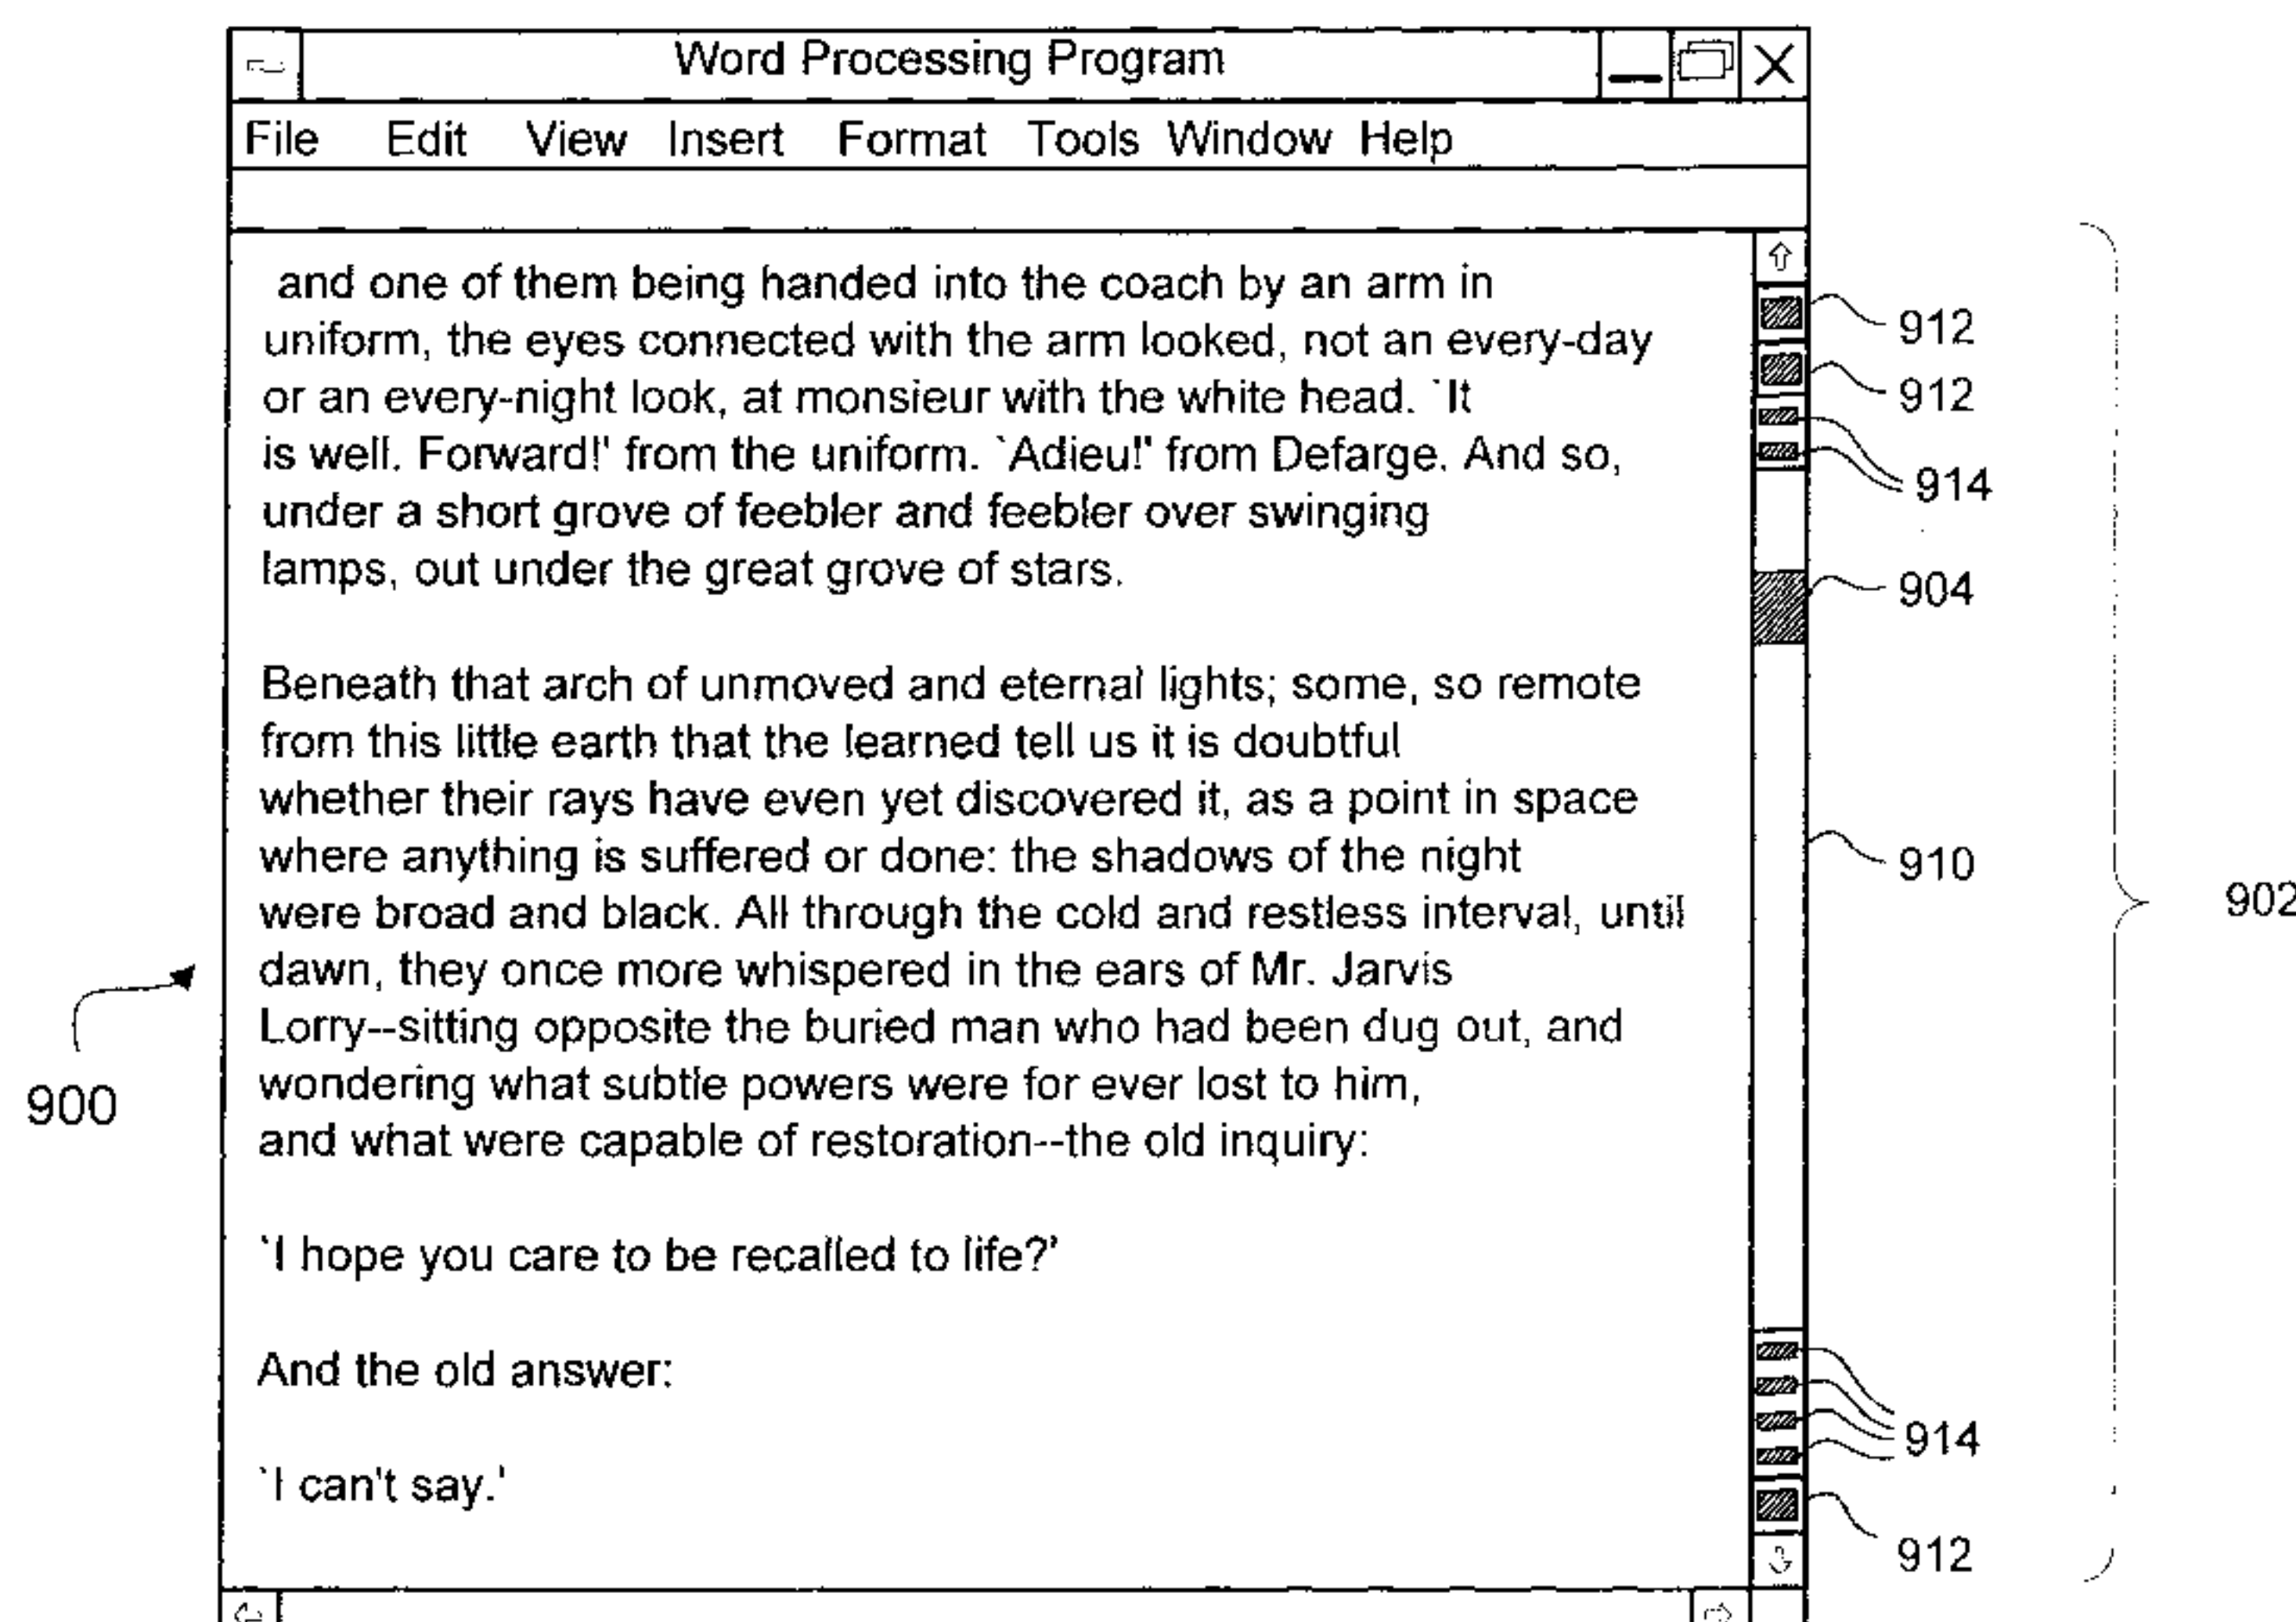 Word Processing Program
File Edit View Insert Format Tools Window Help
and one of them being handed into the coach by an arm in
uniform, the eyes connected with the arm looked, not an every-day
or an every-night look, at monsieur with the white head. `It
is well. Forward!' from the uniform. `Adieu!' from Defarge. And so,
under a short grove of feebler and feebler over swinging
lamps, out under the great grove of stars.
Beneath that arch of unmoved and eternal lights; some, so remote
from this little earth that the learned tell us it is doubtful
whether their rays have even yet discovered it, as a point in space
where anything is suffered or done: the shadows of the night
were broad and black. All through the cold and restless interval, until
dawn, they once more whispered in the ears of Mr. Jarvis
Lorry--sitting opposite the buried man who had been dug out, and
wondering what subtle powers were for ever lost to him,
and what were capable of restoration--the old inquiry:
`I hope you care to be recalled to life?'
And the old answer:
`I can't say.'
912
912
914
904
910
902
900
914
912